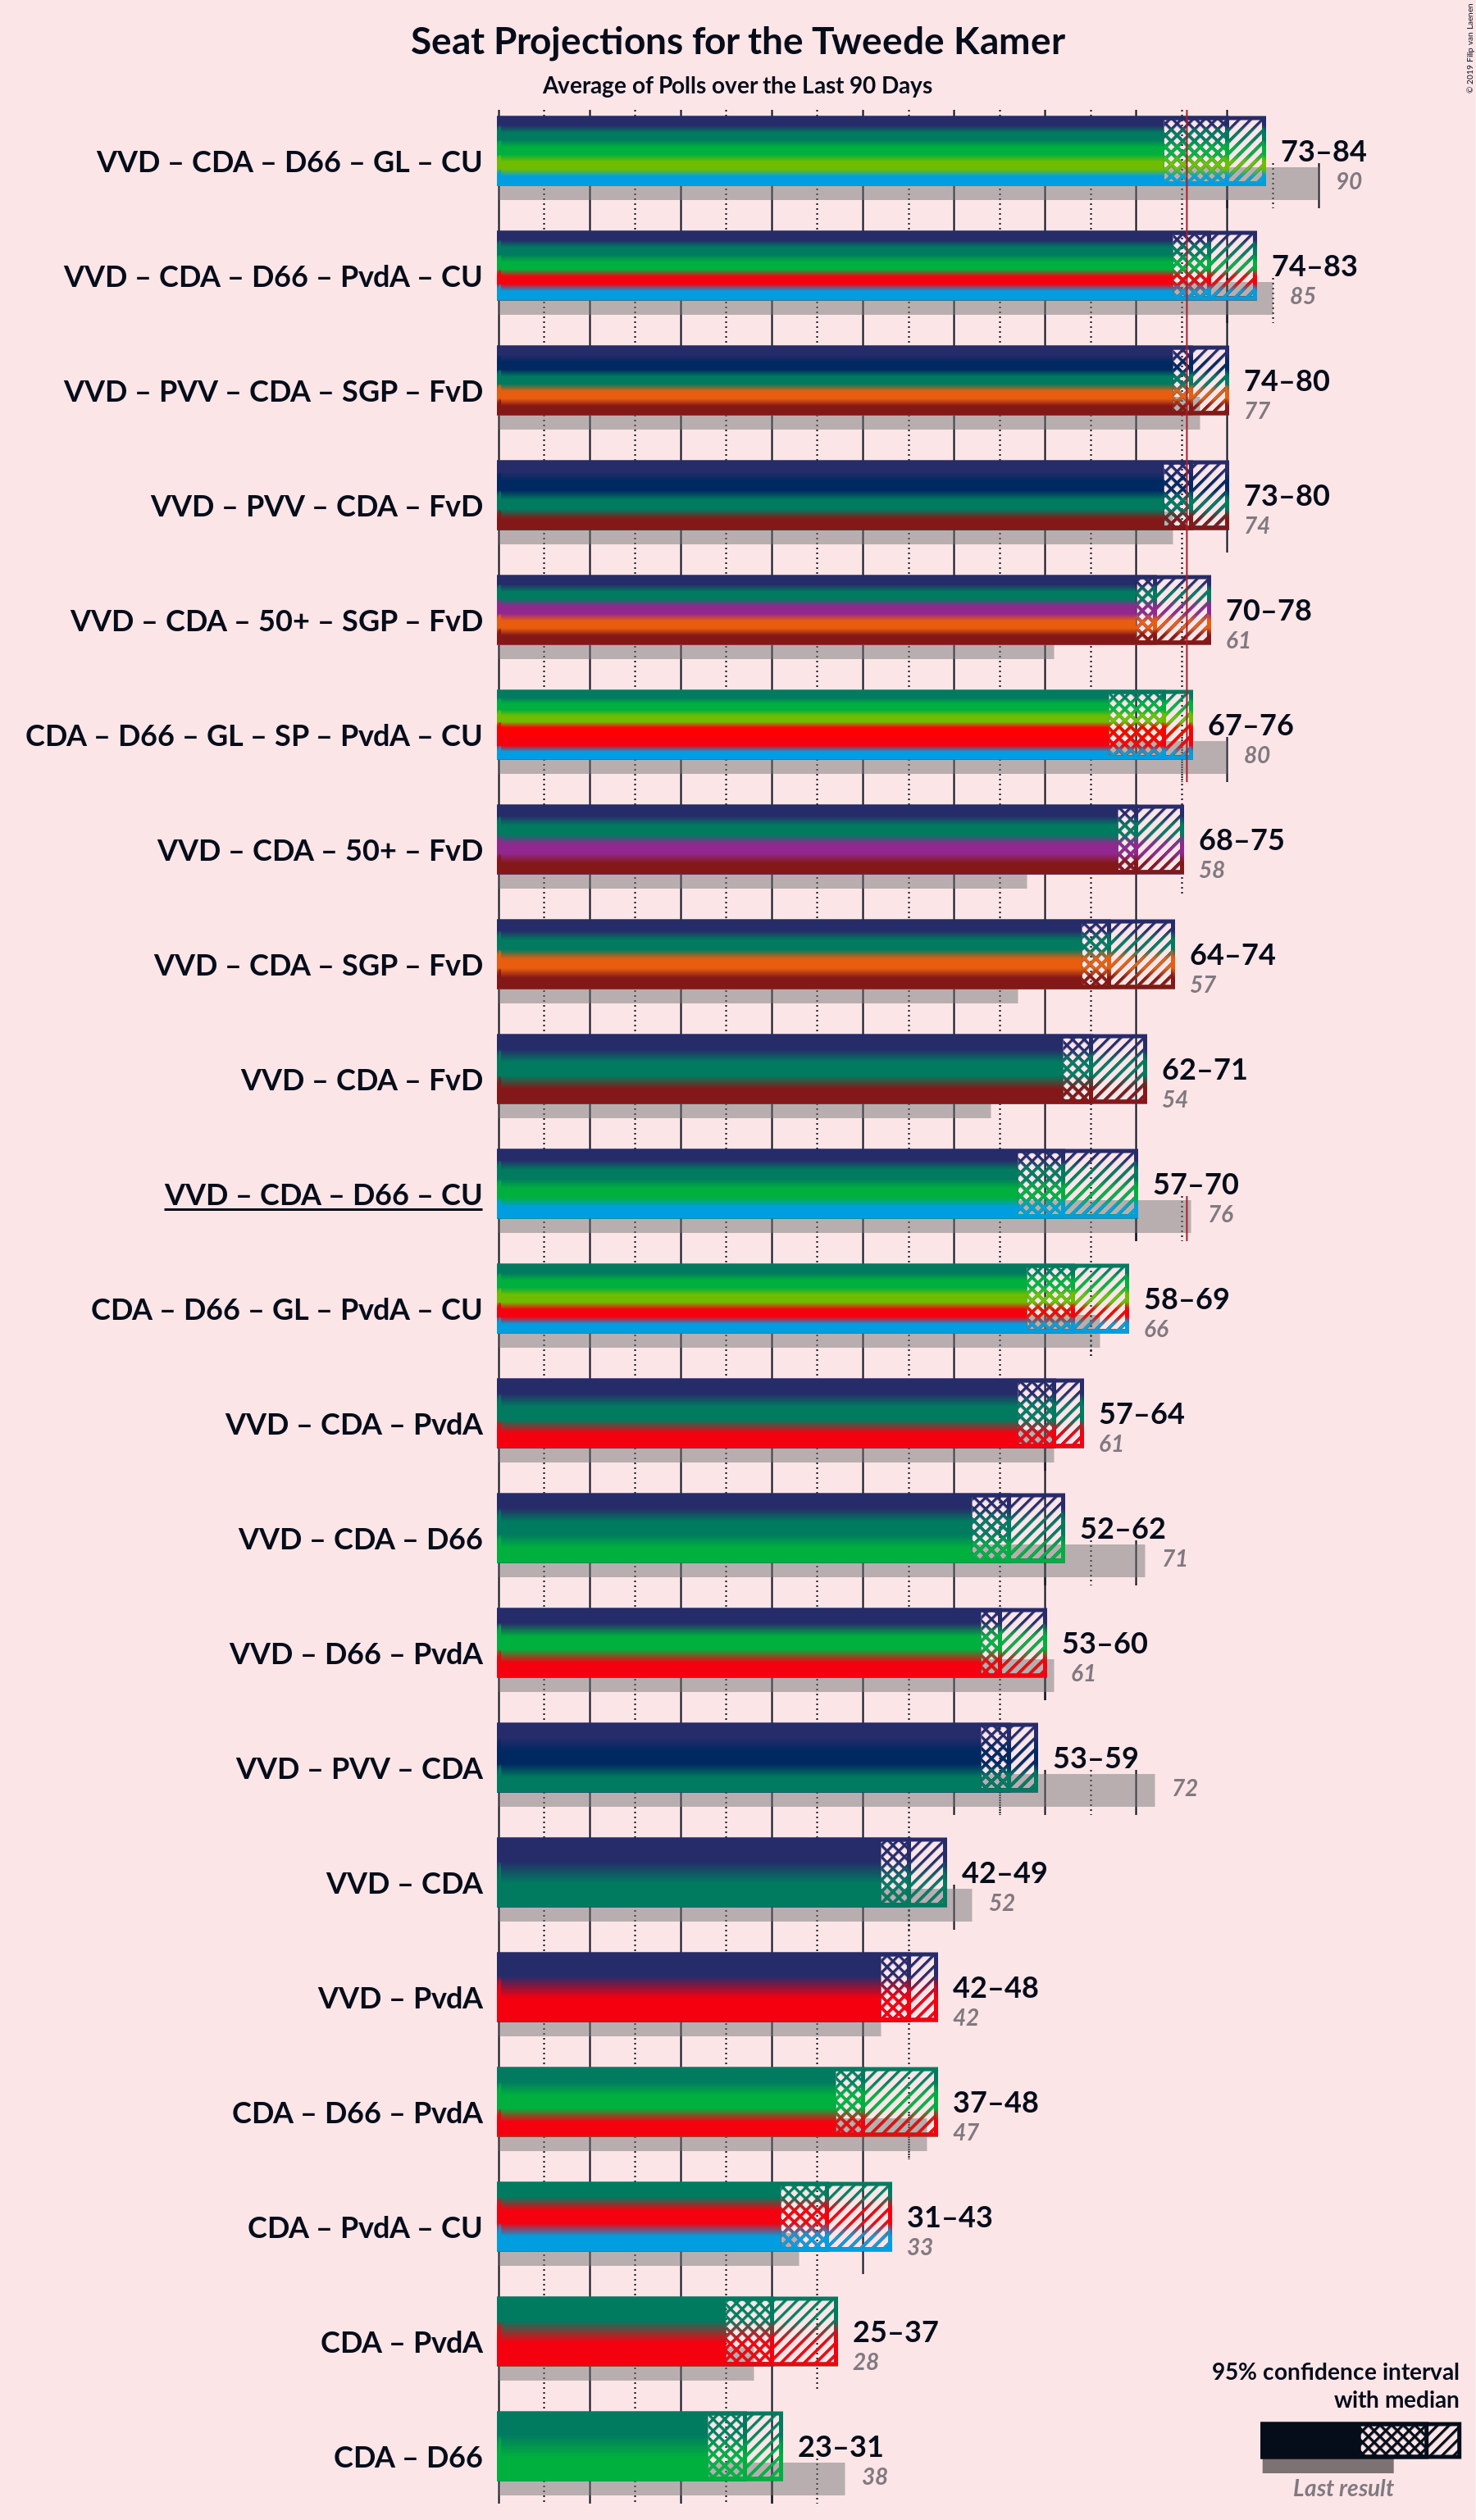 Seat Projections for the Tweede Kamer
Average of Polls over the Last 90 Days
© 2019 Filip van Laenen
VVD – CDA – D66 – GL – CU
73–84
90
VVD – CDA – D66 – PvdA – CU
74–83
85
VVD – PVV – CDA – SGP – FvD
74–80
77
VVD – PVV – CDA – FvD
73–80
74
VVD – CDA – 50+ – SGP – FvD
70–78
61
CDA – D66 – GL – SP – PvdA – CU
67–76
80
VVD – CDA – 50+ – FvD
68–75
58
VVD – CDA – SGP – FvD
64–74
57
VVD – CDA – FvD
62–71
54
VVD – CDA – D66 – CU
57–70
76
CDA – D66 – GL – PvdA – CU
58–69
66
VVD – CDA – PvdA
57–64
61
VVD – CDA – D66
52–62
71
VVD – D66 – PvdA
53–60
61
VVD – PVV – CDA
53–59
72
VVD – CDA
42–49
52
VVD – PvdA
42–48
42
CDA – D66 – PvdA
37–48
47
CDA – PvdA – CU
31–43
33
CDA – PvdA
25–37
28
CDA – D66
23–31
38
95% confidence interval
with median
Last result